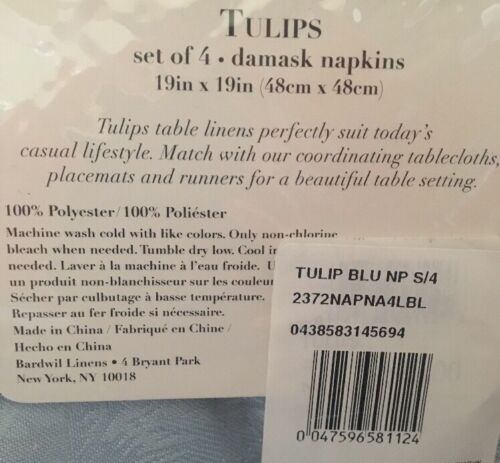 TULIPS
set of 4 • damask napkins
19in x 19in (48cm x 48cm)
Tulips table linens perfectly suit today's
casual lifestyle. Match with our coordinating tablecloths,
placemats and runners for a beautiful table setting.
100% Polyester/100% Poliéster
Machine wash cold with like colors. Only non-chlorine
bleach when needed. Tumble dry low. Cool
needed. Laver à la machine à l'eau froide.
un produit non-blanchisseur sur les
Sécher par culbutage à basse température.
Repasser au fer froid si nécessaire.
Made in China / Fabriqué en Chine /
Hecho en China
Bardwil Linens • 4 Bryant Park
New York, NY 10018
TULIP BLU NP S/4
2372NAPNA4LBL
0438583145694
0 047596581124